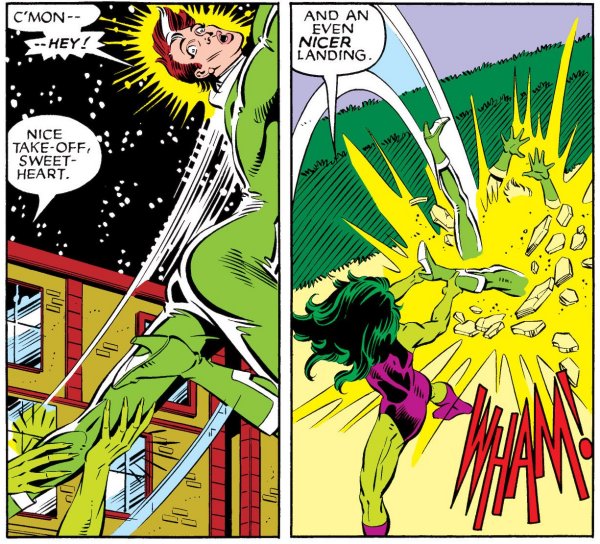 C'MON--
--HEY!
NICE
TAKE-OFF,
SWEET-
HEART.
AND AN
EVEN
NICER
LANDING.
WHAM!